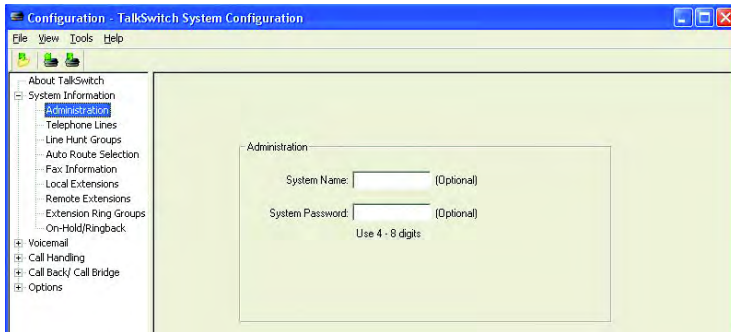 Configuration - TalkSwitch System Configuration
File View Tools Help
About TalkSwitch
System Information
Administration
Telephone Lines
Line Hunt Groups
Auto Route Selection
Fax Information
Local Extensions
Remote Extensions
Extension Ring Groups
On-Hold/Ringback
Voicemail
Call Handling
Call Back/ Call Bridge
Options
Administration
System Name: (Optional)
System Password: (Optional)
Use 4 - 8 digits